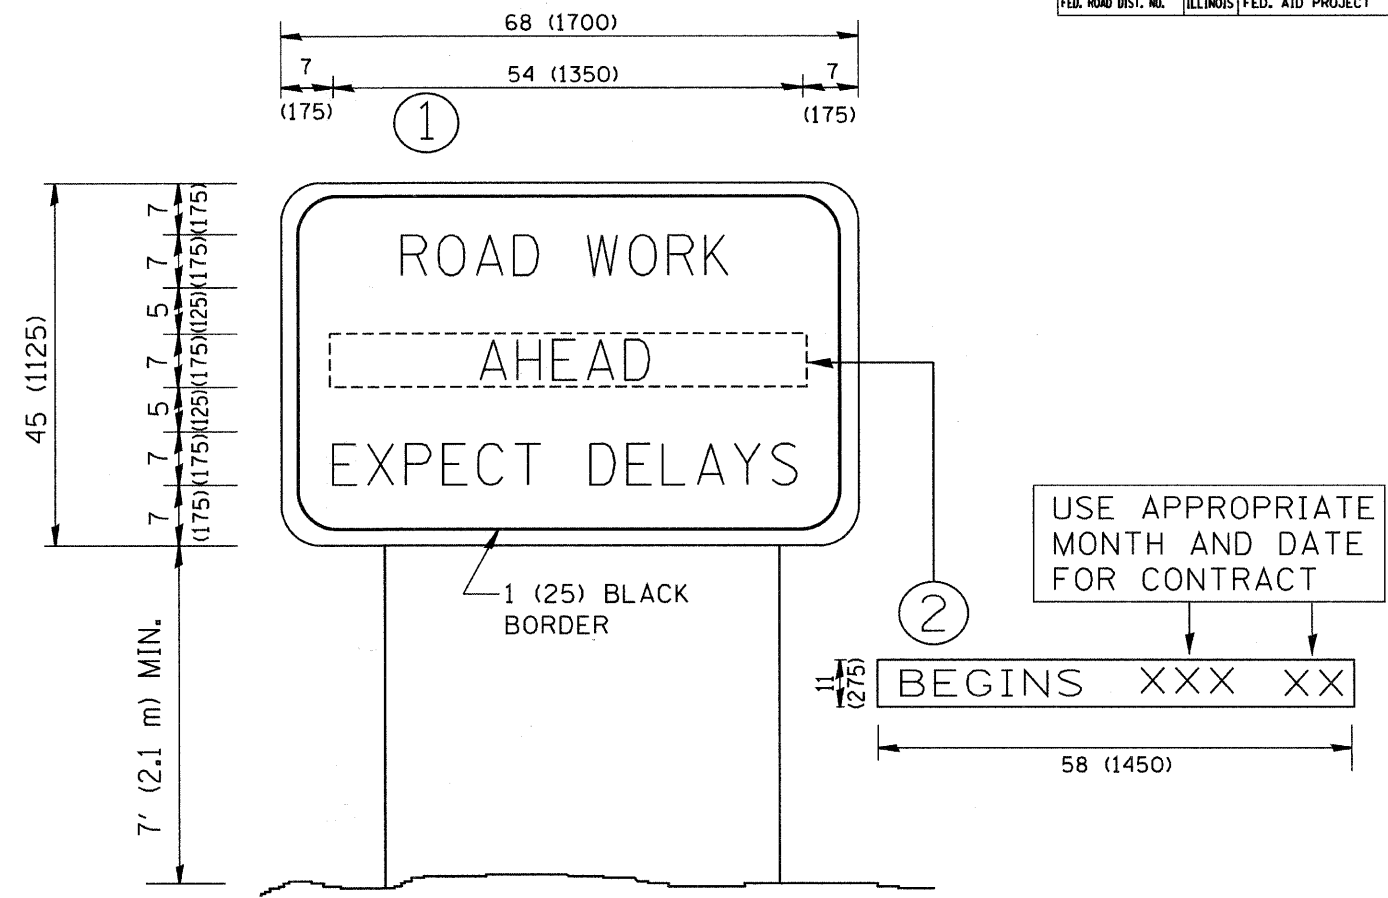 FED. ROAD DIST. NO. ILLINOIS FED. AID PROJECT
68 (1700)
7 54 (1350) 7
(175) (175)
1
7 (175)
7 (175)
5 (125)
7 (175)
5 (125)
7 (175)
7 (175)
45 (1125)
ROAD WORK
AHEAD
EXPECT DELAYS
1 (25) BLACK
BORDER
7' (2.1 m) MIN.
USE APPROPRIATE
MONTH AND DATE
FOR CONTRACT
2
11
(275)
BEGINS XXX XX
58 (1450)